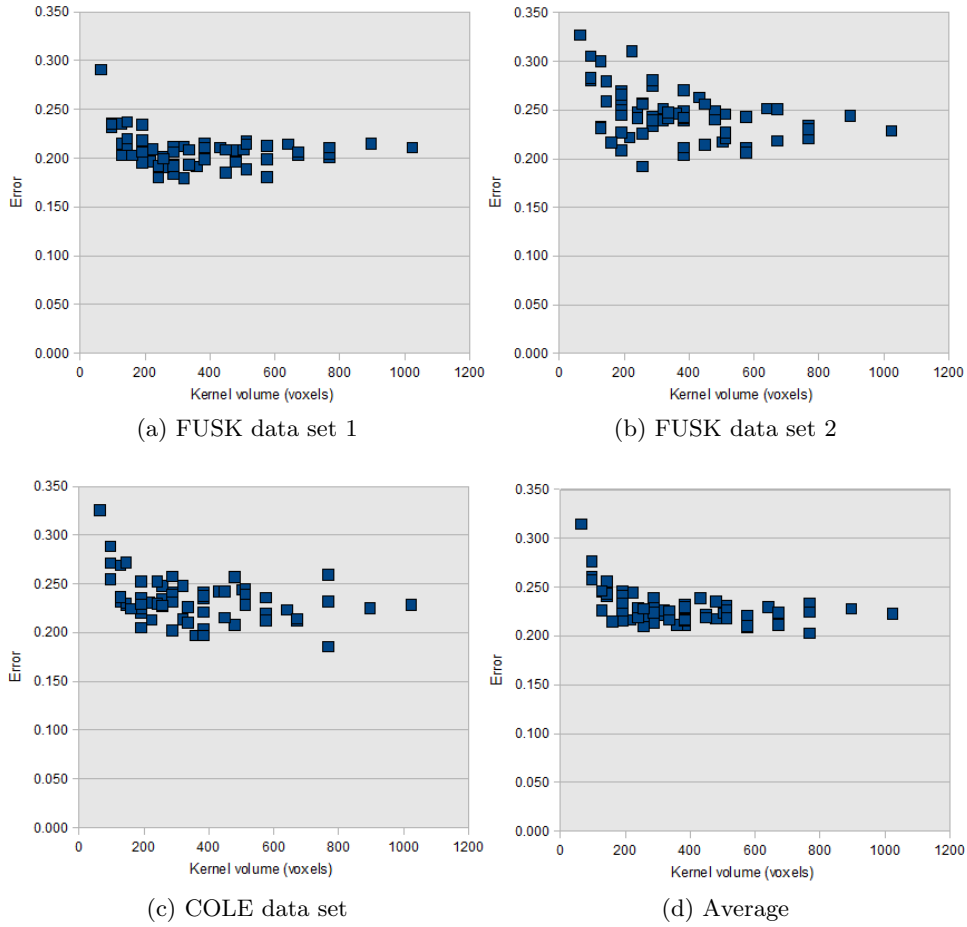 0.350
0.300
0.250
0.200
0.150
0.100
0.050
0.000
Error
0 200 400 600 800 1000 1200
Kernel volume (voxels)
(a) FUSK data set 1
0.350
0.300
0.250
0.200
0.150
0.100
0.050
0.000
Error
0 200 400 600 800 1000 1200
Kernel volume (voxels)
(b) FUSK data set 2
0.350
0.300
0.250
0.200
0.150
0.100
0.050
0.000
Error
0 200 400 600 800 1000 1200
Kernel volume (voxels)
(c) COLE data set
0.350
0.300
0.250
0.200
0.150
0.100
0.050
0.000
Error
0 200 400 600 800 1000 1200
Kernel volume (voxels)
(d) Average